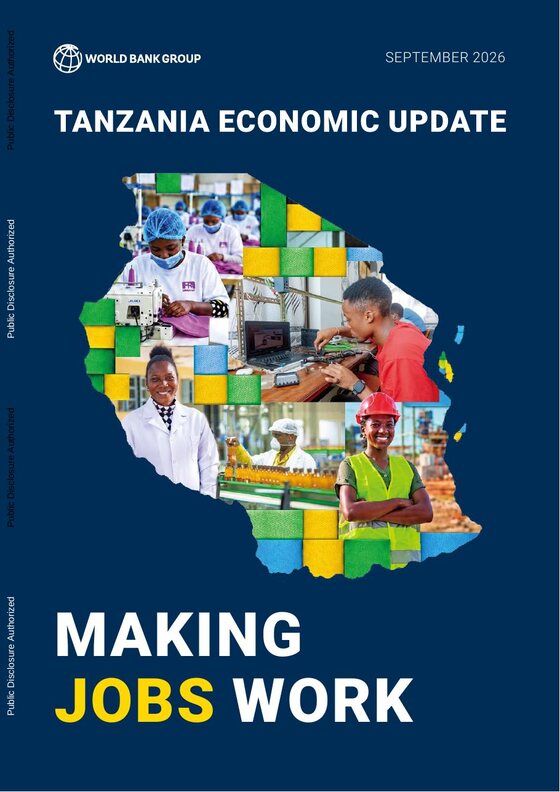 WORLD BANK GROUP
SEPTEMBER 2026
TANZANIA ECONOMIC UPDATE
MAKING
JOBS WORK
Public Disclosure Authorized
Public Disclosure Authorized
Public Disclosure Authorized
Public Disclosure Authorized